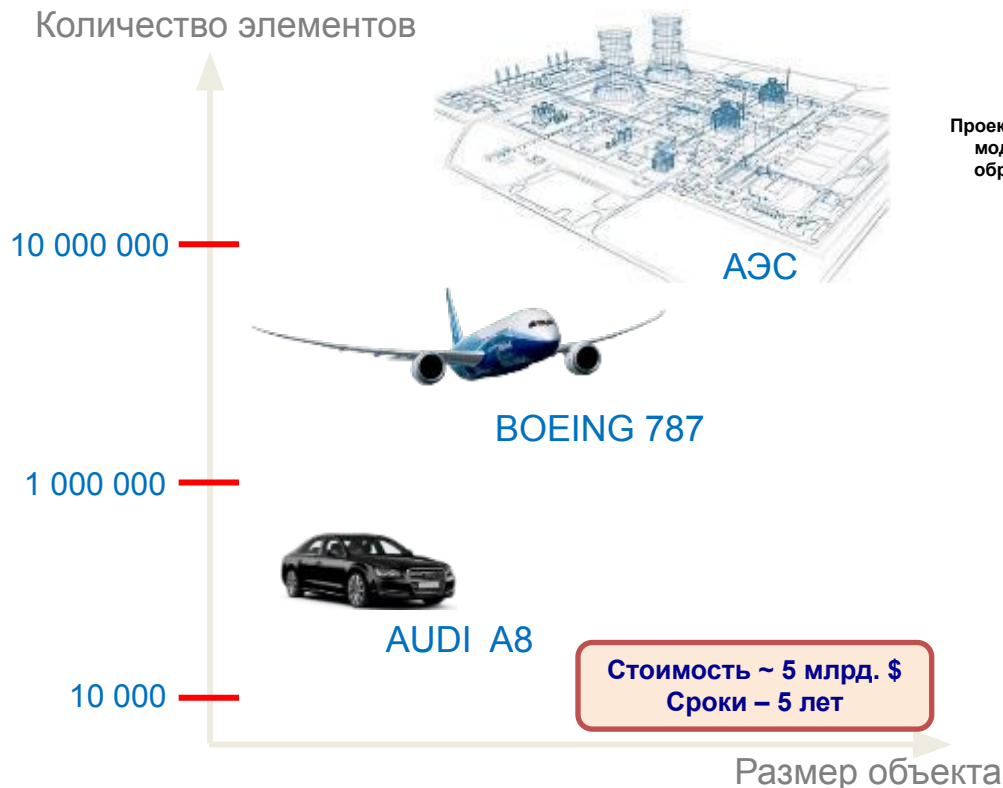 Количество элементов
10 000 000
АЭС
BOEING 787
1 000 000
AUDI A8
10 000
Стоимость ~ 5 млрд. $
Сроки – 5 лет
Размер объекта